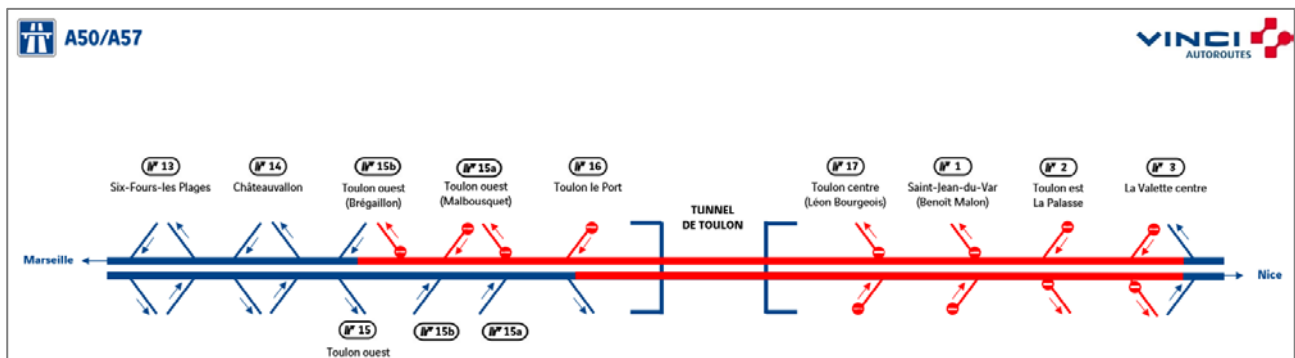 A50/A57
VINCI
AUTOROUTES
13
14
15b
15a
16
17
1
2
3
Six-Fours-les Plages
Châteauvallon
Toulon ouest
(Brégaillon)
Toulon ouest
(Malbousquet)
Toulon le Port
TUNNEL
DE TOULON
Toulon centre
(Léon Bourgeois)
Saint-Jean-du-Var
(Benoît Malon)
Toulon est
La Palasse
La Valette centre
Marseille
Nice
15
Toulon ouest
15b
15a